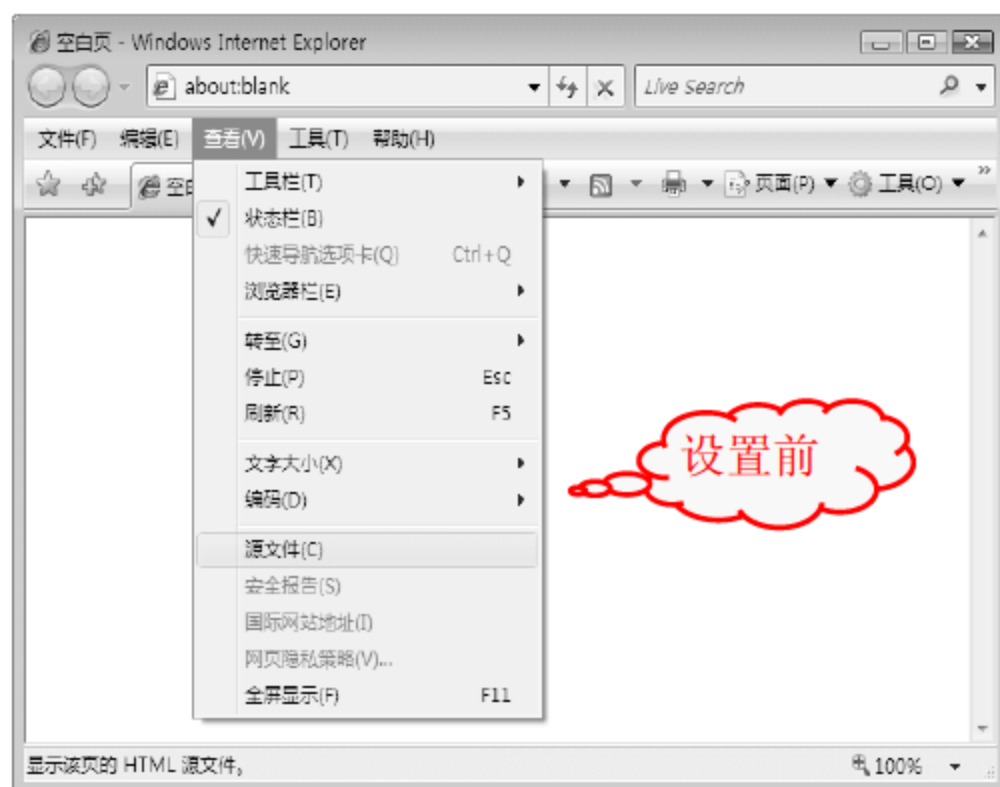 空白页 - Windows Internet Explorer
about:blank
Live Search
文件(F) 编辑(E) 查看(V) 工具(T) 帮助(H)
空白 页面(P) 工具(O)
工具栏(T)
状态栏(B)
快速导航选项卡(Q) Ctrl+Q
浏览器栏(E)
转至(G)
停止(P) Esc
刷新(R) F5
文字大小(X)
编码(D)
源文件(C)
安全报告(S)
国际网站地址(I)
网页隐私策略(V)...
全屏显示(F) F11
设置前
显示该页的 HTML 源文件。 100%